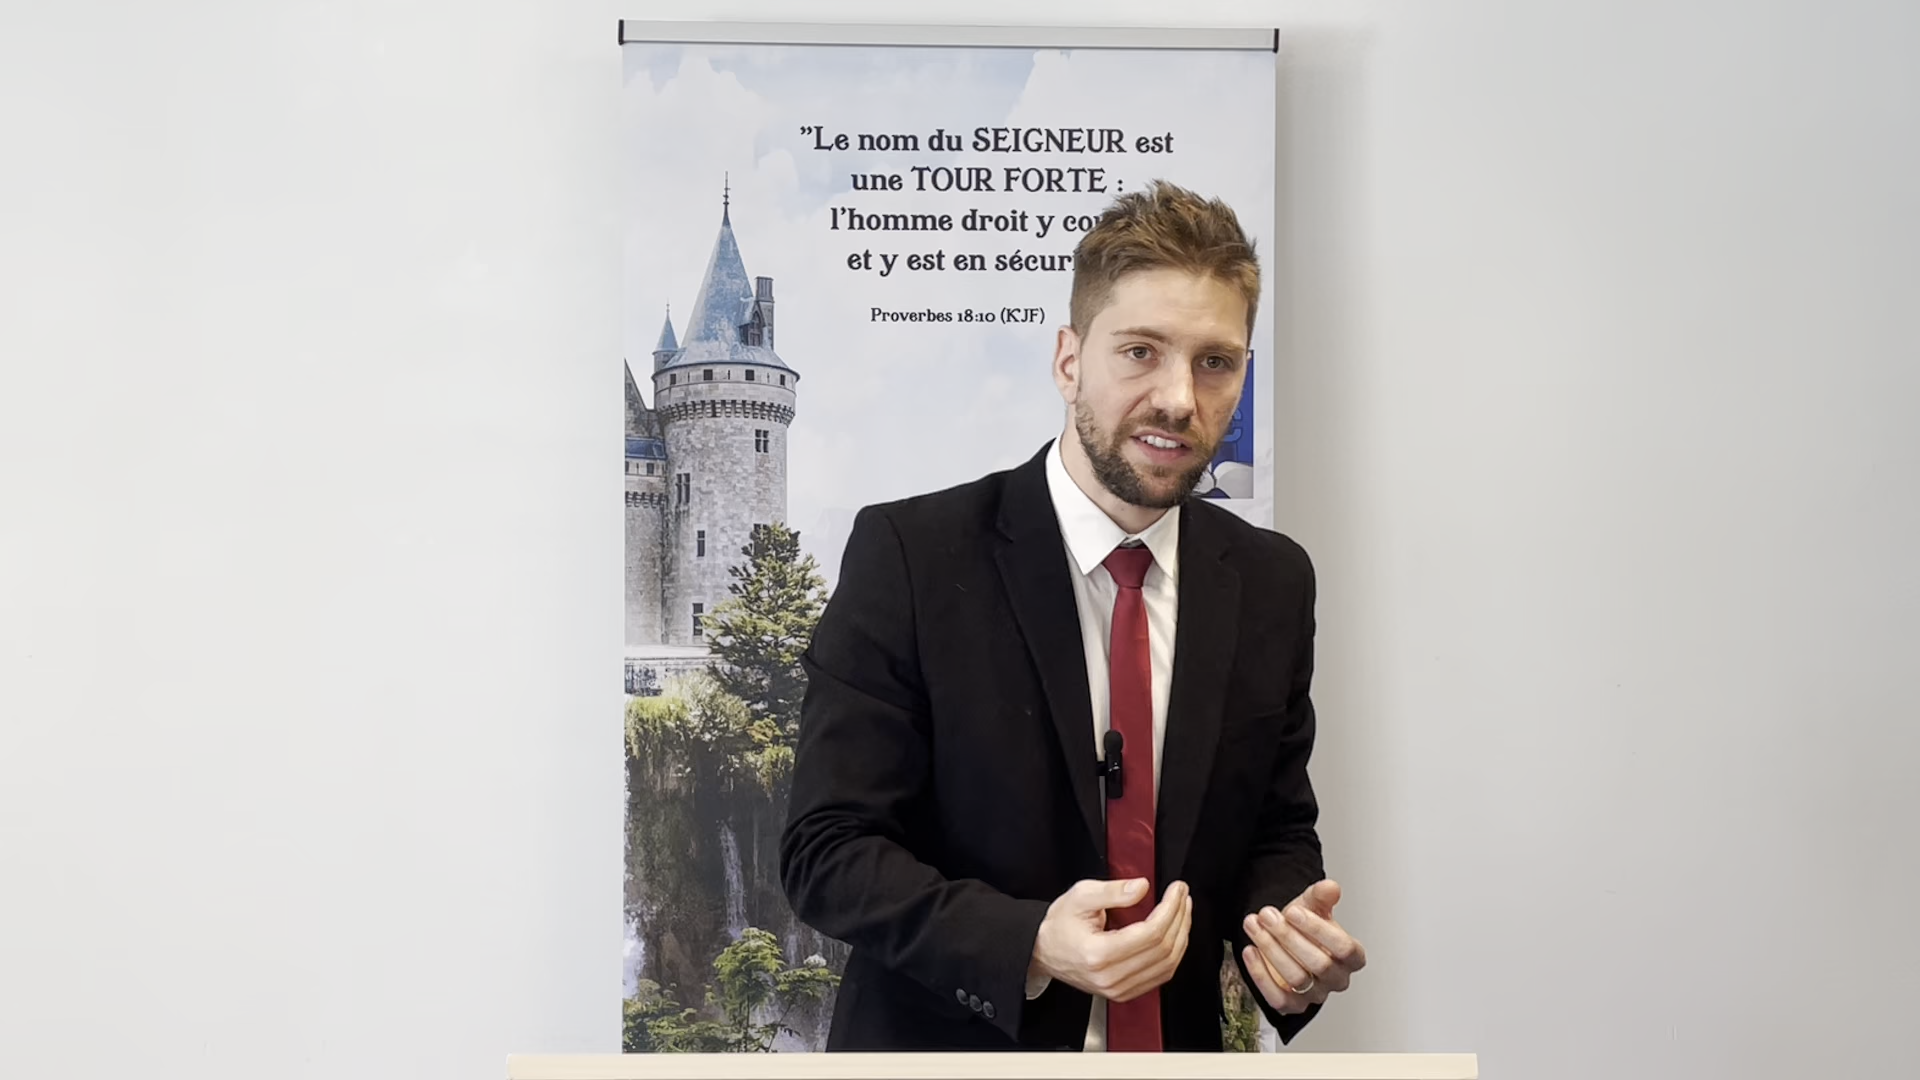 ”Le nom du SEIGNEUR est
une TOUR FORTE :
l’homme droit y
et y est en
Proverbes 18:10 (KJF)